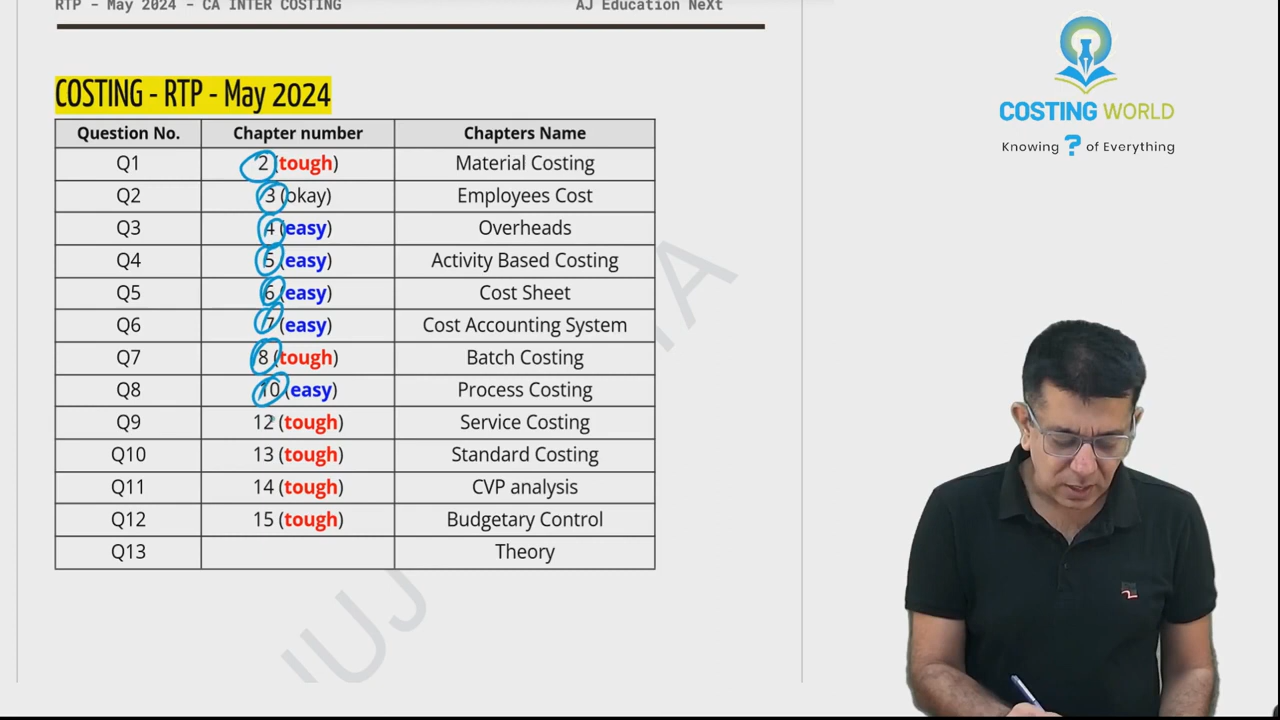 RTP - May 2024 - CA INTER COSTING AJ Education NeXt
COSTING - RTP - May 2024
Question No. Chapter number Chapters Name
Q1 2 (tough) Material Costing
Q2 3 (okay) Employees Cost
Q3 4 (easy) Overheads
Q4 5 (easy) Activity Based Costing
Q5 6 (easy) Cost Sheet
Q6 7 (easy) Cost Accounting System
Q7 8 (tough) Batch Costing
Q8 10 (easy) Process Costing
Q9 12 (tough) Service Costing
Q10 13 (tough) Standard Costing
Q11 14 (tough) CVP analysis
Q12 15 (tough) Budgetary Control
Q13 Theory
COSTING WORLD
Knowing ? of Everything